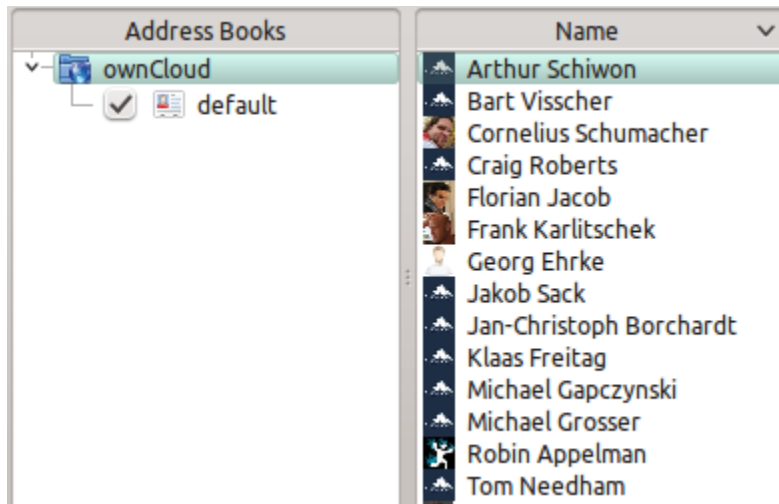 Address Books
ownCloud
default
Name
Arthur Schiwon
Bart Visscher
Cornelius Schumacher
Craig Roberts
Florian Jacob
Frank Karlitschek
Georg Ehrke
Jakob Sack
Jan-Christoph Borchardt
Klaas Freitag
Michael Gapczynski
Michael Grosser
Robin Appelman
Tom Needham